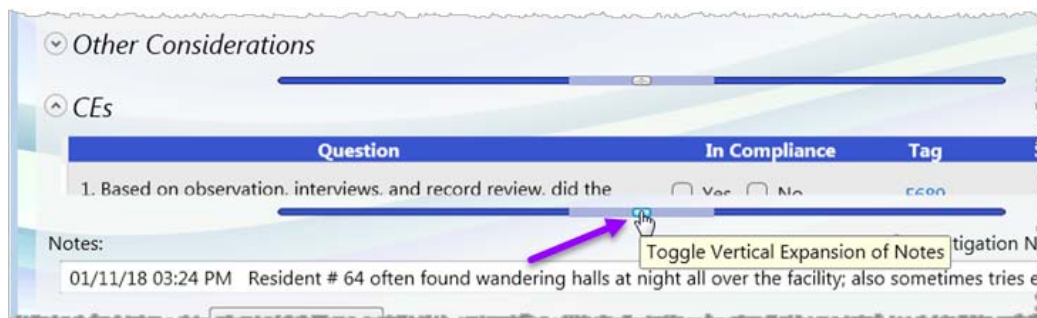 Other Considerations
CEs
Question In Compliance Tag
1. Based on observation, interviews, and record review, did the Yes No F689
Toggle Vertical Expansion of Notes
Notes: tigation N
01/11/18 03:24 PM Resident # 64 often found wandering halls at night all over the facility; also sometimes tries e